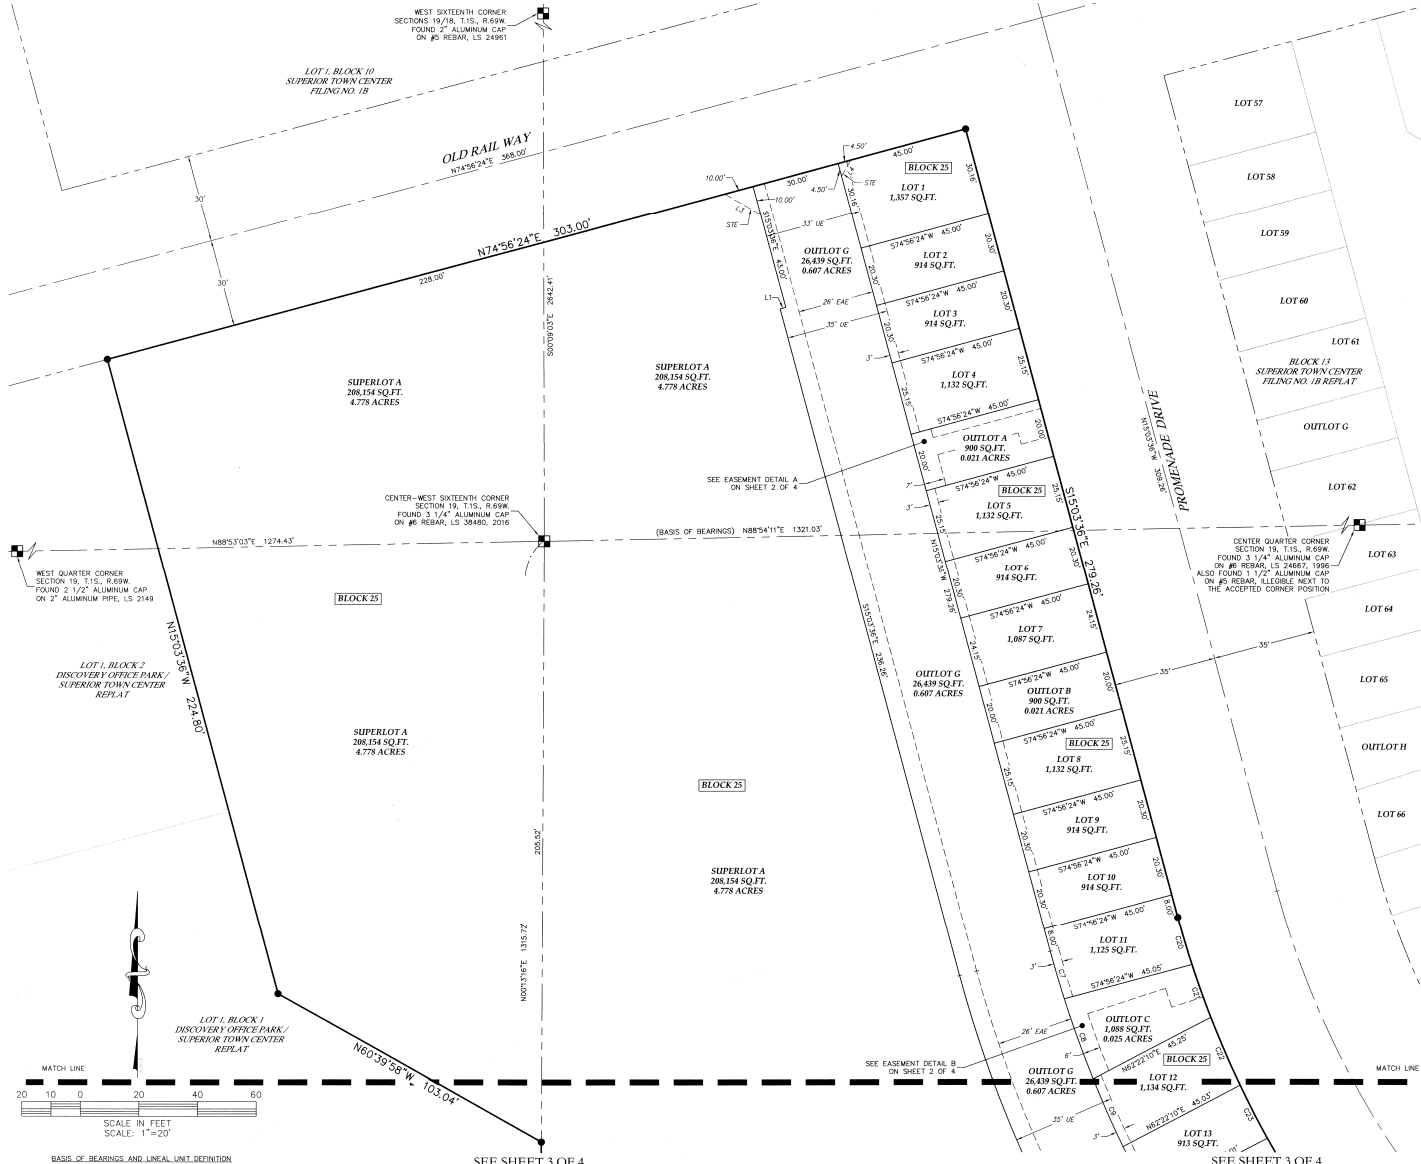 WEST SIXTEENTH CORNER
SECTIONS 19/18, T.1S., R.69W.
FOUND 2" ALUMINUM CAP
ON #5 REBAR, LS 24961
LOT 1, BLOCK 10
SUPERIOR TOWN CENTER
FILING NO. 1B
OLD RAIL WAY
N74°56'24"E 368.00'
30'
30'
N74°56'24"E 303.00'
228.00'
S00°09'03"E 2642.41'
10.00'
30.00'
4.50'
45.00'
4.50'
STE
10.00'
L3
STE
33' UE
S15°03'36"E 43.00'
L1
30.16'
30.16'
BLOCK 25
LOT 1
1,357 SQ.FT.
S74°56'24"W 45.00'
OUTLOT G
26,439 SQ.FT.
0.607 ACRES
20.30'
20.30'
LOT 2
914 SQ.FT.
S74°56'24"W 45.00'
26' EAE
35' UE
20.30'
20.30'
LOT 3
914 SQ.FT.
3'
S74°56'24"W 45.00'
25.15'
25.15'
LOT 4
1,132 SQ.FT.
S74°56'24"W 45.00'
SUPERLOT A
208,154 SQ.FT.
4.778 ACRES
SUPERLOT A
208,154 SQ.FT.
4.778 ACRES
20.00'
20.00'
OUTLOT A
900 SQ.FT.
0.021 ACRES
SEE EASEMENT DETAIL A
ON SHEET 2 OF 4
7'
S74°56'24"W 45.00'
BLOCK 25
3'
25.15'
25.15'
LOT 5
1,132 SQ.FT.
S15°03'36"E 279.26'
CENTER-WEST SIXTEENTH CORNER
SECTION 19, T.1S., R.69W.
FOUND 3 1/4" ALUMINUM CAP
ON #6 REBAR, LS 38480, 2016
N88°53'03"E 1274.43'
(BASIS OF BEARINGS) N88°54'11"E 1321.03'
WEST QUARTER CORNER
SECTION 19, T.1S., R.69W.
FOUND 2 1/2" ALUMINUM CAP
ON 2" ALUMINUM PIPE, LS 2149
S74°56'24"W 45.00'
N15°03'36"W 279.26'
20.30'
20.30'
LOT 6
914 SQ.FT.
S74°56'24"W 45.00'
BLOCK 25
S15°03'36"E 236.26'
24.15'
24.15'
LOT 7
1,087 SQ.FT.
S74°56'24"W 45.00'
PROMENADE DRIVE
N15°03'36"W 309.26'
LOT 57
LOT 58
LOT 59
LOT 60
LOT 61
BLOCK 13
SUPERIOR TOWN CENTER
FILING NO. 1B REPLAT
OUTLOT G
LOT 62
CENTER QUARTER CORNER
SECTION 19, T.1S., R.69W.
FOUND 3 1/4" ALUMINUM CAP
ON #6 REBAR, LS 24667, 1996
ALSO FOUND 1 1/2" ALUMINUM CAP
ON #5 REBAR, ILLEGIBLE NEXT TO
THE ACCEPTED CORNER POSITION
LOT 63
LOT 64
35'
35'
LOT 65
OUTLOT H
LOT 66
LOT 1, BLOCK 2
DISCOVERY OFFICE PARK /
SUPERIOR TOWN CENTER
REPLAT
N15°03'36"W 224.80'
OUTLOT G
26,439 SQ.FT.
0.607 ACRES
20.00'
20.00'
OUTLOT B
900 SQ.FT.
0.021 ACRES
S74°56'24"W 45.00'
BLOCK 25
25.15'
25.15'
LOT 8
1,132 SQ.FT.
SUPERLOT A
208,154 SQ.FT.
4.778 ACRES
BLOCK 25
S74°56'24"W 45.00'
20.30'
20.30'
LOT 9
914 SQ.FT.
205.52'
S74°56'24"W 45.00'
SUPERLOT A
208,154 SQ.FT.
4.778 ACRES
20.30'
20.30'
LOT 10
914 SQ.FT.
S74°56'24"W 45.00'
8.00'
8.00'
C20
LOT 11
1,125 SQ.FT.
3'
C7
S74°56'24"W 45.05'
N00°13'16"E 1315.72'
LOT 1, BLOCK 1
DISCOVERY OFFICE PARK /
SUPERIOR TOWN CENTER
REPLAT
C21
OUTLOT C
1,088 SQ.FT.
0.025 ACRES
26' EAE
C8
6'
SEE EASEMENT DETAIL B
ON SHEET 2 OF 4
N62°22'10"E 45.25'
BLOCK 25
C22
N60°39'58"W 103.04'
MATCH LINE
MATCH LINE
OUTLOT G
26,439 SQ.FT.
0.607 ACRES
LOT 12
1,134 SQ.FT.
C9
N62°22'10"E 45.03'
C23
35' UE
3'
LOT 13
913 SQ.FT.
20 10 0 20 40 60
SCALE IN FEET
SCALE: 1"=20'
BASIS OF BEARINGS AND LINEAL UNIT DEFINITION
SEE SHEET 3 OF 4
SEE SHEET 3 OF 4